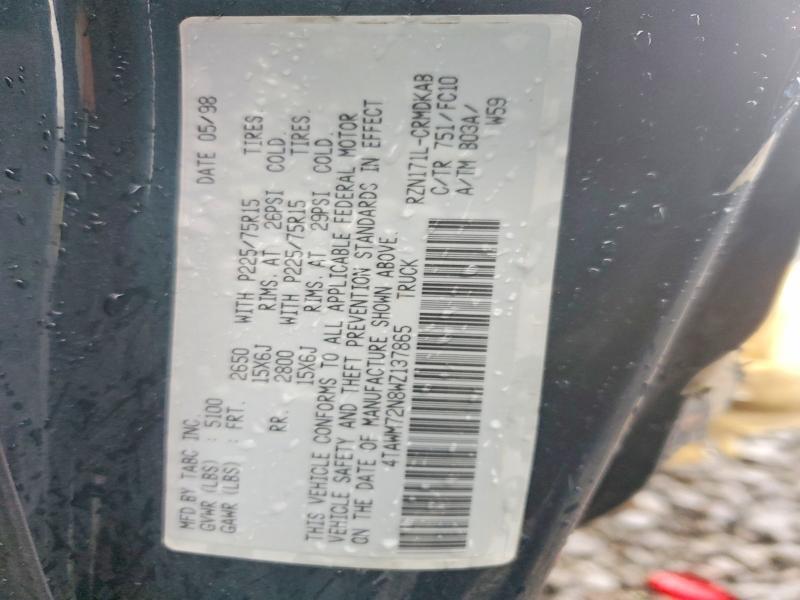 MFD BY TABC INC. DATE 05/98
GVWR (LBS) : 5100
GAWR (LBS) : FRT. 2650 WITH P225/75R15 TIRES.
15X6J RIMS. AT 26PSI COLD.
RR. 2800 WITH P225/75R15 TIRES.
15X6J RIMS. AT 29PSI COLD.
THIS VEHICLE CONFORMS TO ALL APPLICABLE FEDERAL MOTOR
VEHICLE SAFETY AND THEFT PREVENTION STANDARDS IN EFFECT
ON THE DATE OF MANUFACTURE SHOWN ABOVE.
4TAWM72N8WZ137865 TRUCK
RZN171L-CRMDKAB
C/TR 751/FC10
A/TM B03A/
W59